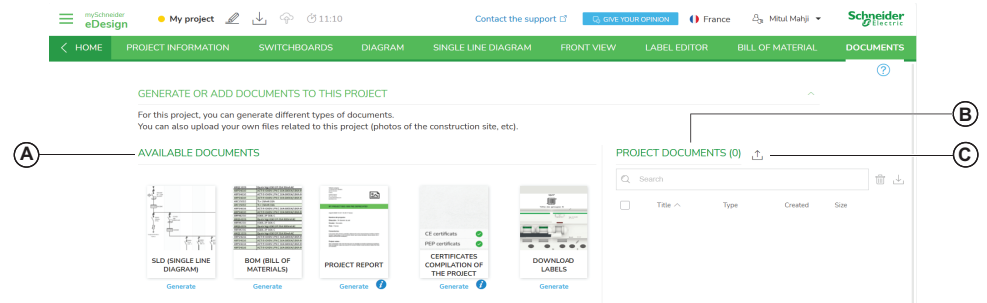 mySchneider
eDesign
My project
11:10
Contact the support
GIVE YOUR OPINION
France
Mitul Mahji
Schneider
Electric
HOME
PROJECT INFORMATION
SWITCHBOARDS
DIAGRAM
SINGLE LINE DIAGRAM
FRONT VIEW
LABEL EDITOR
BILL OF MATERIAL
DOCUMENTS
?
GENERATE OR ADD DOCUMENTS TO THIS PROJECT
For this project, you can generate different types of documents.
You can also upload your own files related to this project (photos of the construction site, etc).
B
A
AVAILABLE DOCUMENTS
PROJECT DOCUMENTS (0)
C
Search
Title
Type
Created
Size
CE certificates
PEP certificates
SLD (SINGLE LINE
DIAGRAM)
Generate
BOM (BILL OF
MATERIALS)
Generate
PROJECT REPORT
Generate i
CERTIFICATES
COMPILATION OF
THE PROJECT
Generate i
DOWNLOAD
LABELS
Generate